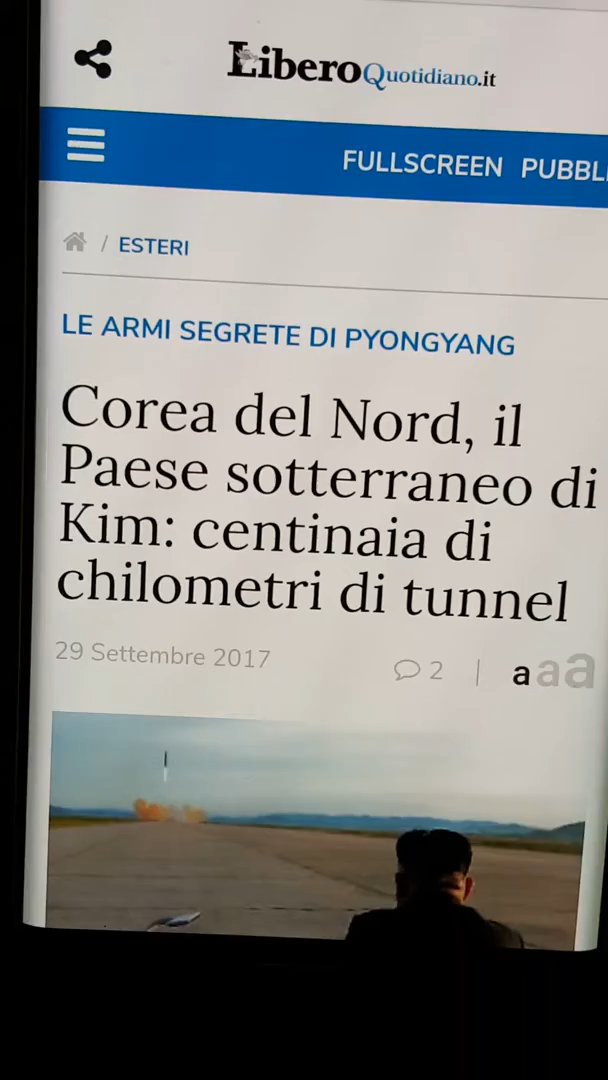 LiberoQuotidiano.it
FULLSCREEN PUBBLI
/ ESTERI
LE ARMI SEGRETE DI PYONGYANG
Corea del Nord, il
Paese sotterraneo di
Kim: centinaia di
chilometri di tunnel
29 Settembre 2017 2 | a a a